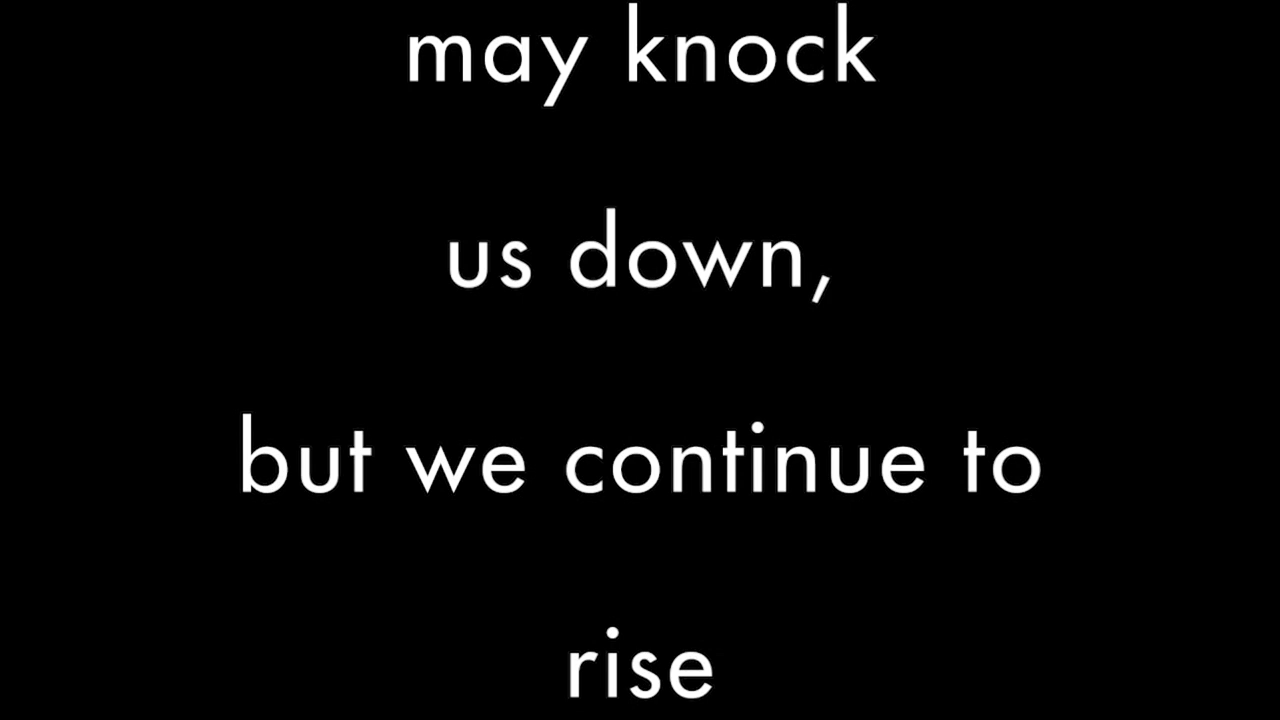 may knock
us down,
but we continue to
rise